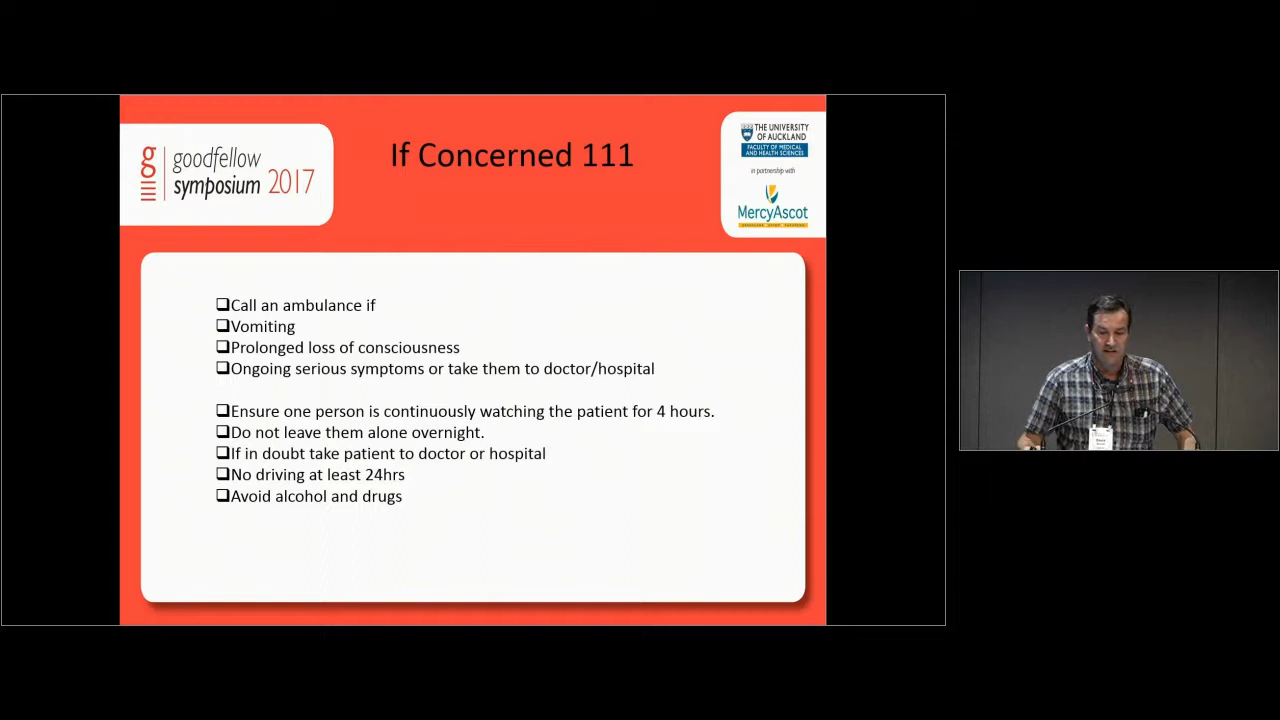 g
goodfellow
symposium 2017
If Concerned 111
THE UNIVERSITY
OF AUCKLAND
FACULTY OF MEDICAL
AND HEALTH SCIENCES
in partnership with
MercyAscot
❑Call an ambulance if
❑Vomiting
❑Prolonged loss of consciousness
❑Ongoing serious symptoms or take them to doctor/hospital
❑Ensure one person is continuously watching the patient for 4 hours.
❑Do not leave them alone overnight.
❑If in doubt take patient to doctor or hospital
❑No driving at least 24hrs
❑Avoid alcohol and drugs